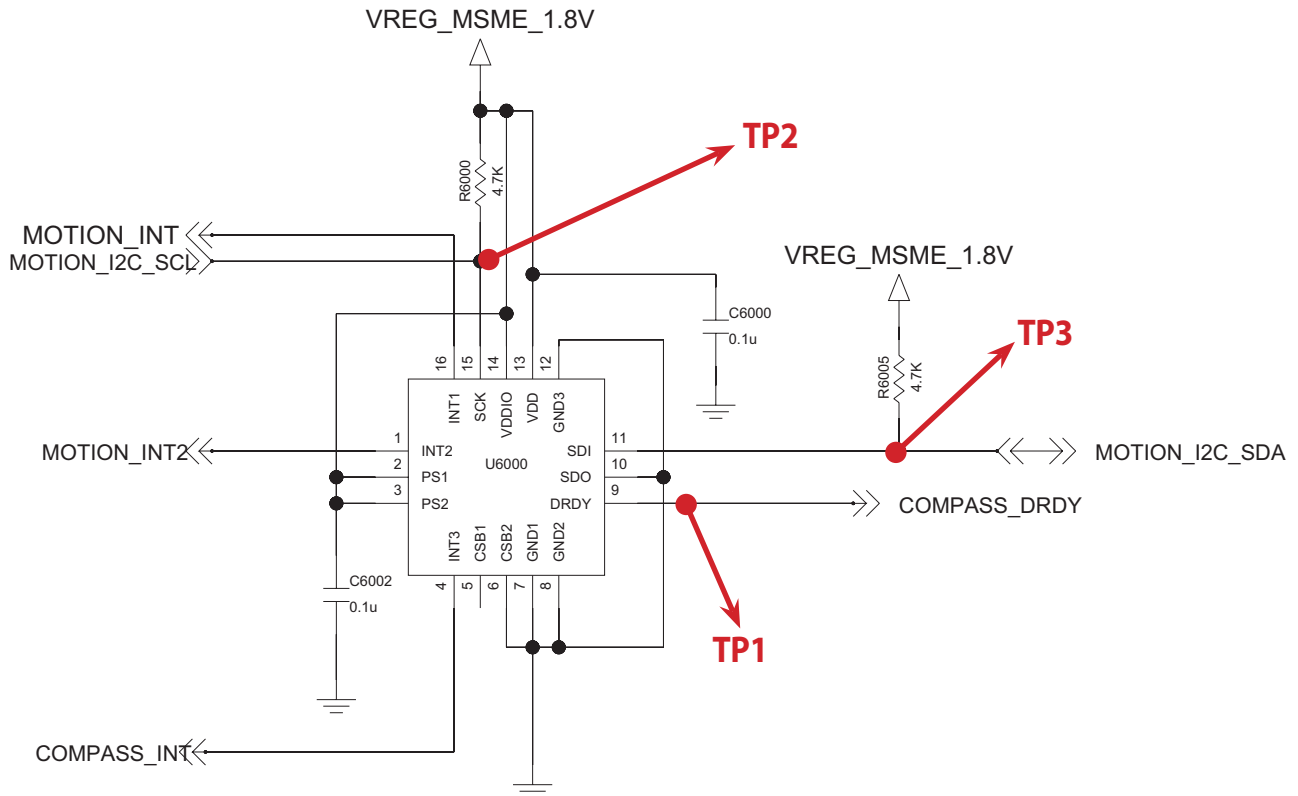 VREG_MSME_1.8V
TP2
R6000
4.7K
MOTION_INT
MOTION_I2C_SCL
VREG_MSME_1.8V
C6000
0.1u
TP3
R6005
4.7K
16
15
14
13
12
INT1
SCK
VDDIO
VDD
GND3
MOTION_INT2
1
INT2
SDI
11
MOTION_I2C_SDA
U6000
2
PS1
SDO
10
3
PS2
DRDY
9
COMPASS_DRDY
INT3
CSB1
CSB2
GND1
GND2
4
5
6
7
8
C6002
0.1u
TP1
COMPASS_INT